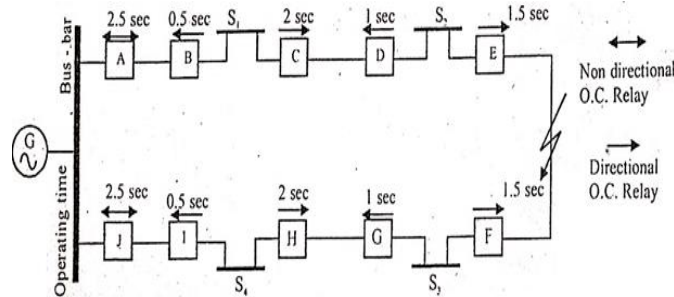 2.5 sec 0.5 sec S₁ 2 sec 1 sec S₂ 1.5 sec
A B C D E
Bus - bar
Non directional
O.C. Relay
G
Directional
O.C. Relay
Operating time
2.5 sec 0.5 sec 2 sec 1 sec 1.5 sec
J I H G F
S₄ S₃